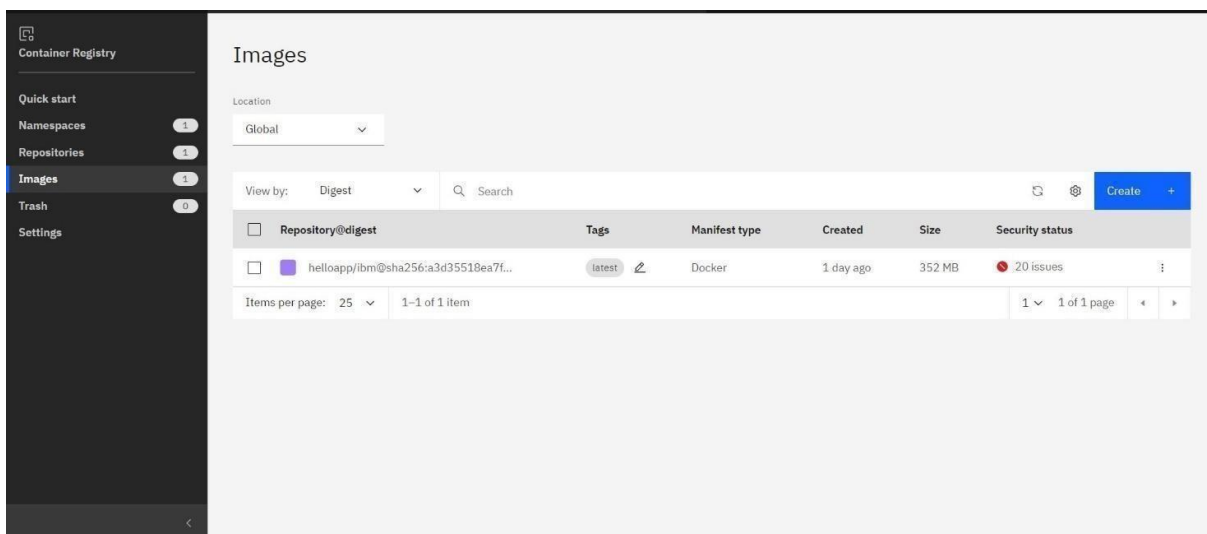 Container Registry
Quick start
Namespaces 1
Repositories 1
Images 1
Trash 0
Settings
Images
Location
Global
View by: Digest Search Create +
Repository@digest Tags Manifest type Created Size Security status
helloapp/ibm@sha256:a3d35518ea7f... latest Docker 1 day ago 352 MB 20 issues
Items per page: 25 1–1 of 1 item 1 1 of 1 page